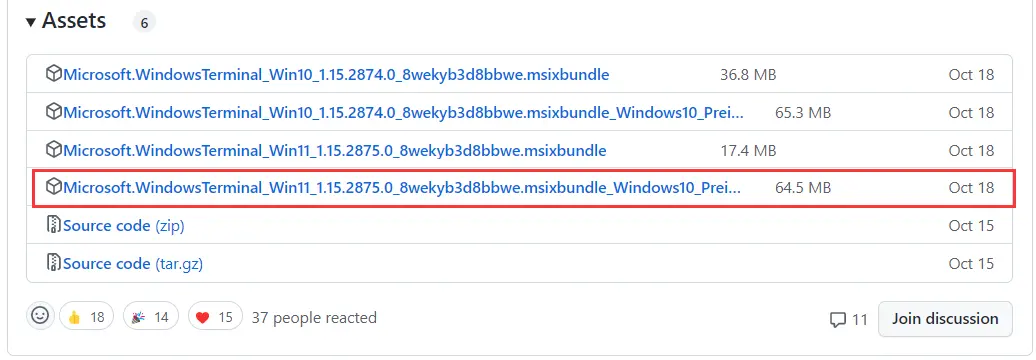 Assets 6
Microsoft.WindowsTerminal_Win10_1.15.2874.0_8wekyb3d8bbwe.msixbundle 36.8 MB Oct 18
Microsoft.WindowsTerminal_Win10_1.15.2874.0_8wekyb3d8bbwe.msixbundle_Windows10_Prei... 65.3 MB Oct 18
Microsoft.WindowsTerminal_Win11_1.15.2875.0_8wekyb3d8bbwe.msixbundle 17.4 MB Oct 18
Microsoft.WindowsTerminal_Win11_1.15.2875.0_8wekyb3d8bbwe.msixbundle_Windows10_Prei... 64.5 MB Oct 18
Source code (zip) Oct 15
Source code (tar.gz) Oct 15
18 14 15 37 people reacted 11 Join discussion